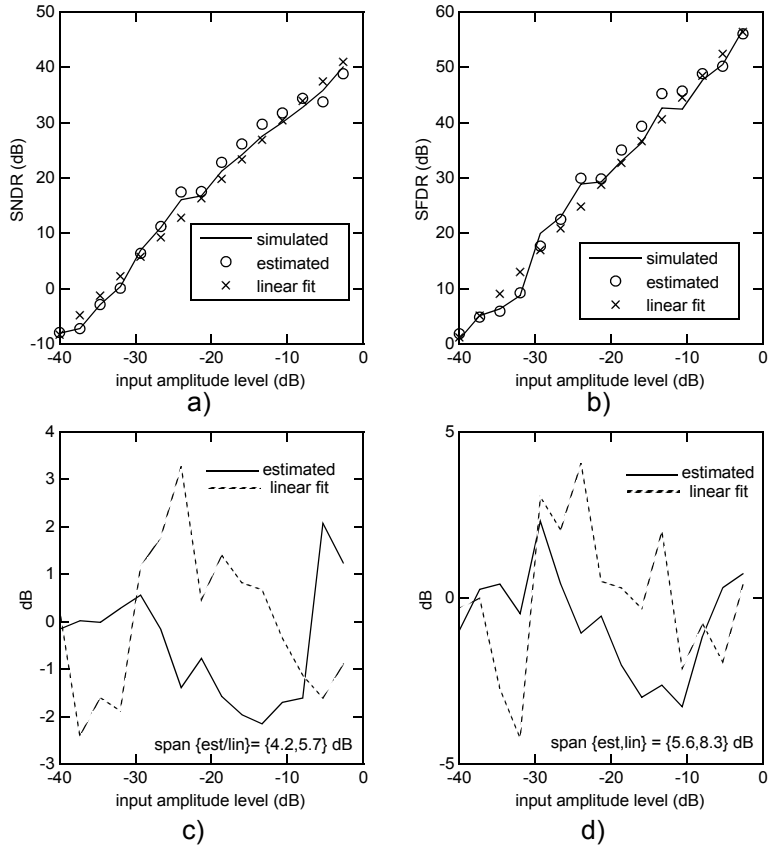 50
40
30
20
10
0
-10
SNDR (dB)
simulated
estimated
linear fit
-40 -30 -20 -10 0
input amplitude level (dB)
a)
60
50
40
30
20
10
0
SFDR (dB)
simulated
estimated
linear fit
-40 -30 -20 -10 0
input amplitude level (dB)
b)
4
3
2
1
0
-1
-2
-3
dB
estimated
linear fit
span {est/lin}= {4.2,5.7} dB
-40 -30 -20 -10 0
input amplitude level (dB)
c)
5
0
-5
dB
estimated
linear fit
span {est,lin} = {5.6,8.3} dB
-40 -30 -20 -10 0
input amplitude level (dB)
d)